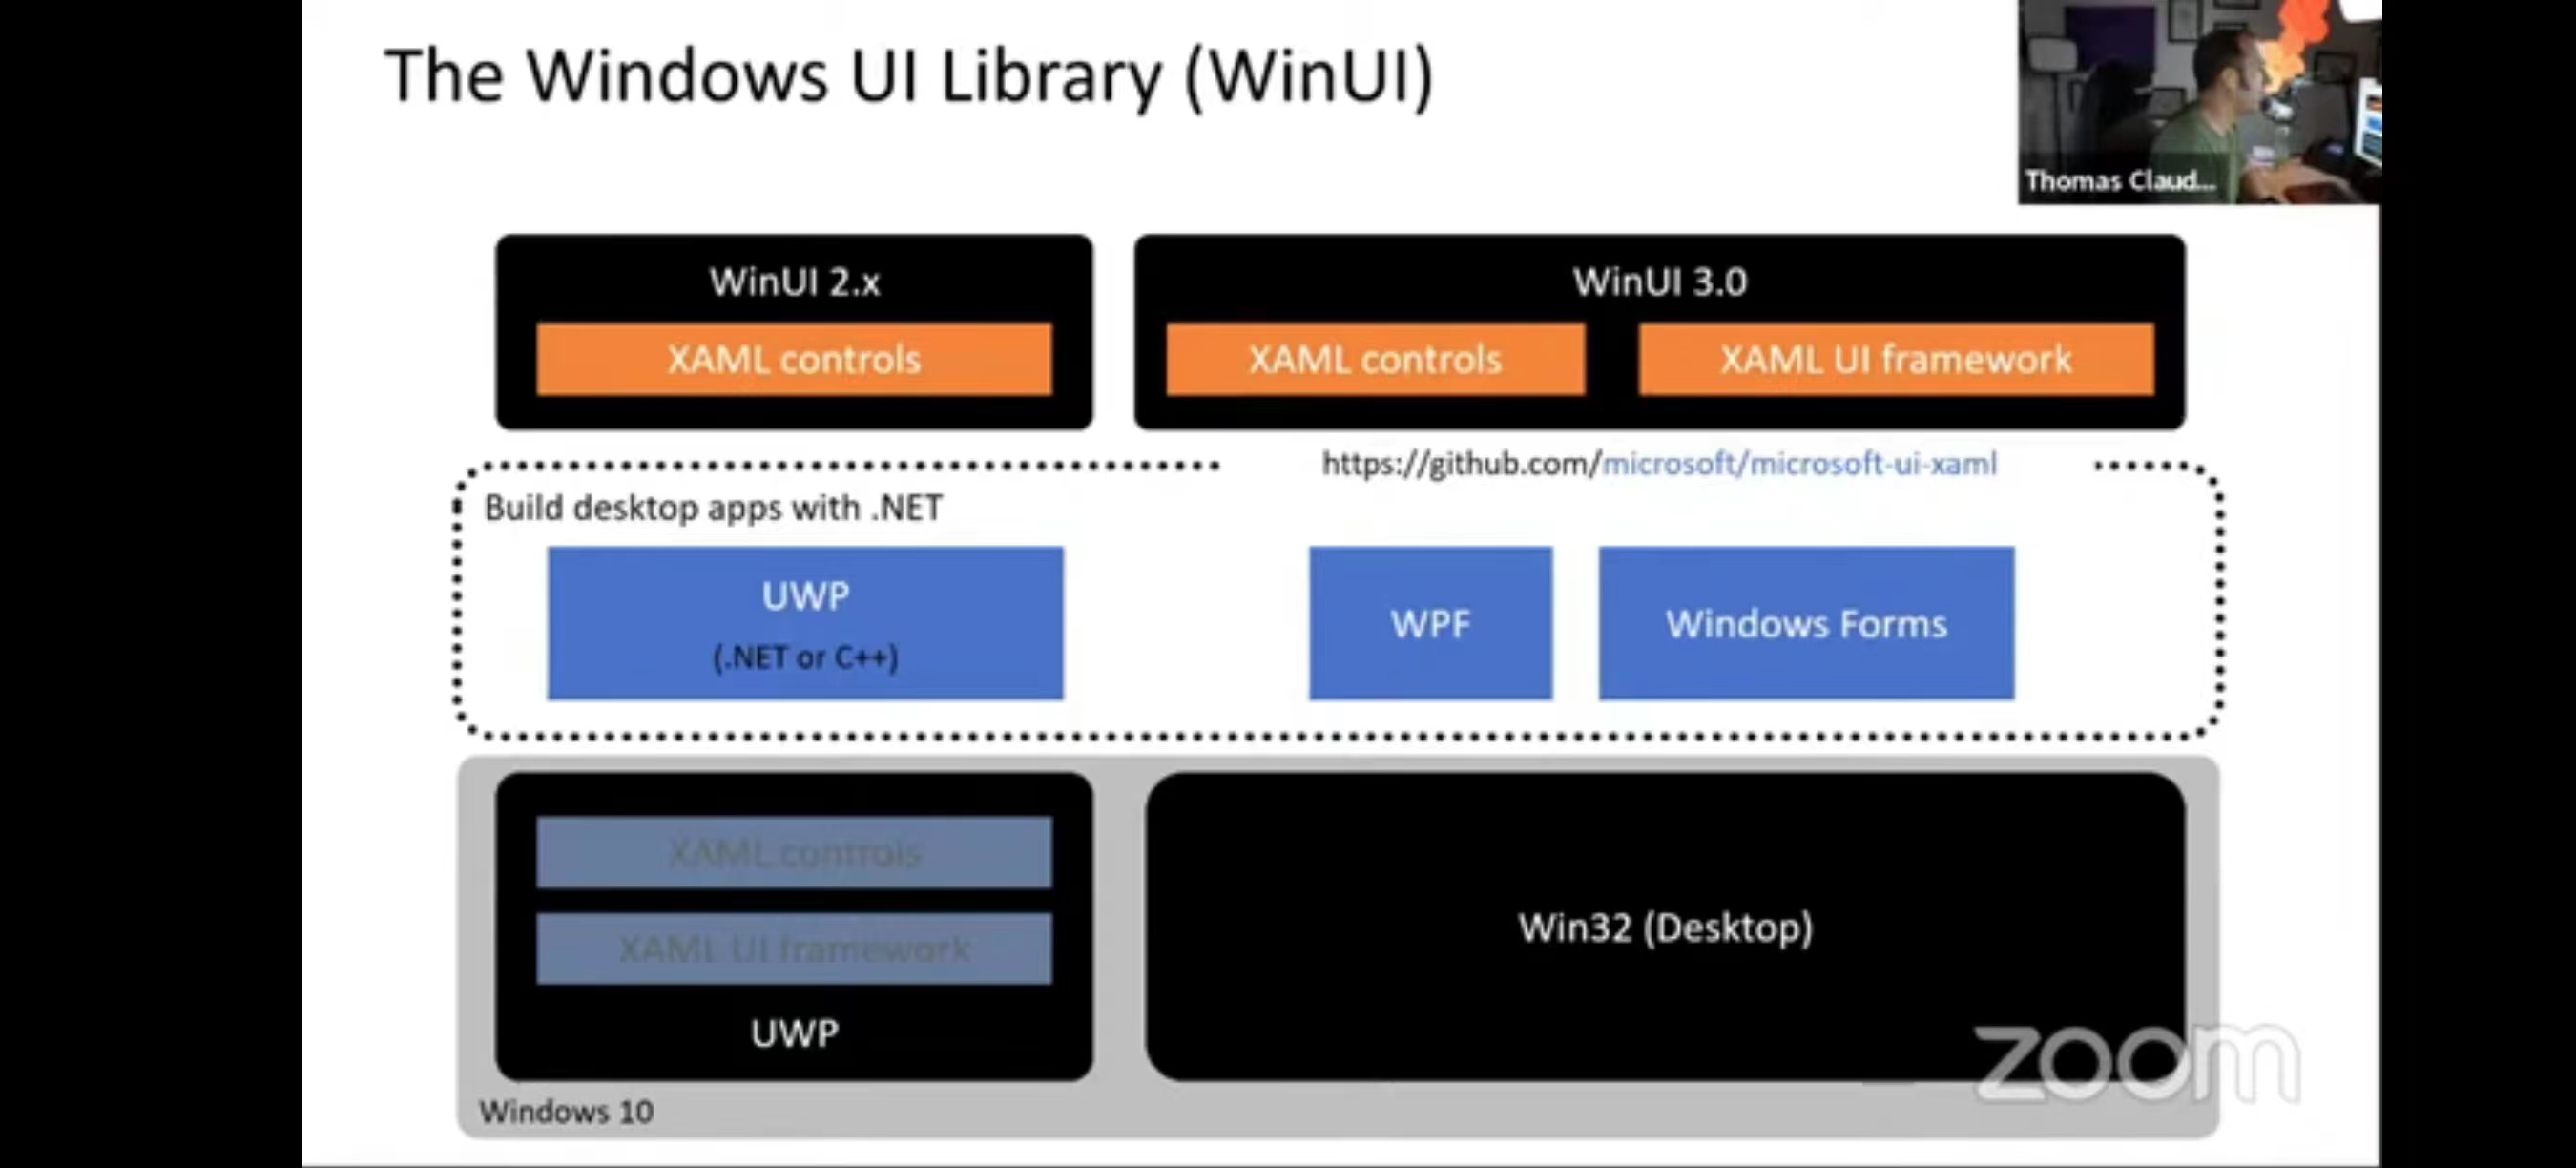 The Windows UI Library (WinUI)
Thomas Claud...
WinUI 2.x
XAML controls
WinUI 3.0
XAML controls
XAML UI framework
https://github.com/microsoft/microsoft-ui-xaml
Build desktop apps with .NET
UWP
(.NET or C++)
WPF
Windows Forms
XAML controls
XAML UI framework
UWP
Win32 (Desktop)
Windows 10
zoom